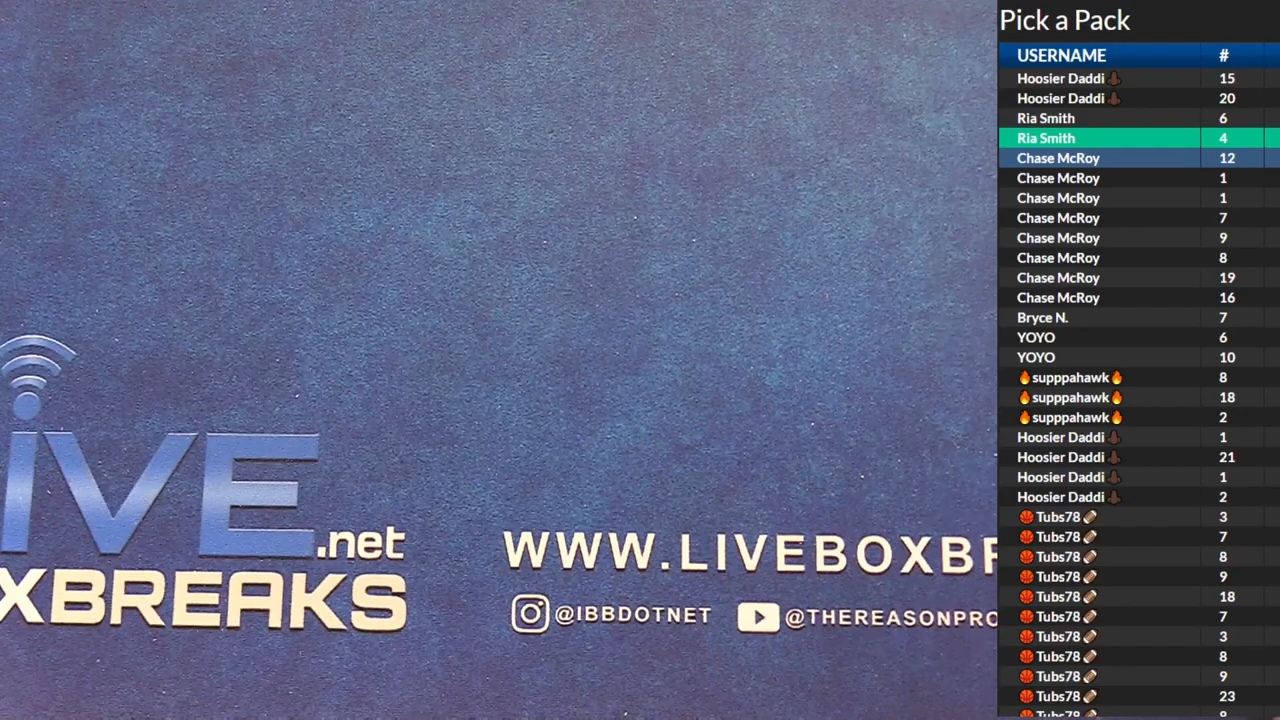 Pick a Pack
USERNAME #
Hoosier Daddi 15
Hoosier Daddi 20
Ria Smith 6
Ria Smith 4
Chase McRoy 12
Chase McRoy 1
Chase McRoy 1
Chase McRoy 7
Chase McRoy 9
Chase McRoy 8
Chase McRoy 19
Chase McRoy 16
Bryce N. 7
YOYO 6
YOYO 10
🔥supppahawk🔥 8
🔥supppahawk🔥 18
🔥supppahawk🔥 2
Hoosier Daddi 1
Hoosier Daddi 21
Hoosier Daddi 1
Hoosier Daddi 2
🏀 Tubs78 🏈 3
🏀 Tubs78 🏈 7
🏀 Tubs78 🏈 8
🏀 Tubs78 🏈 9
🏀 Tubs78 🏈 18
🏀 Tubs78 🏈 7
🏀 Tubs78 🏈 3
🏀 Tubs78 🏈 8
🏀 Tubs78 🏈 9
🏀 Tubs78 🏈 23
🏀 Tubs78 🏈 8
iVE.net
XBREAKS
WWW.LIVEBOXBR
@IBBDOTNET @THEREASONPRO